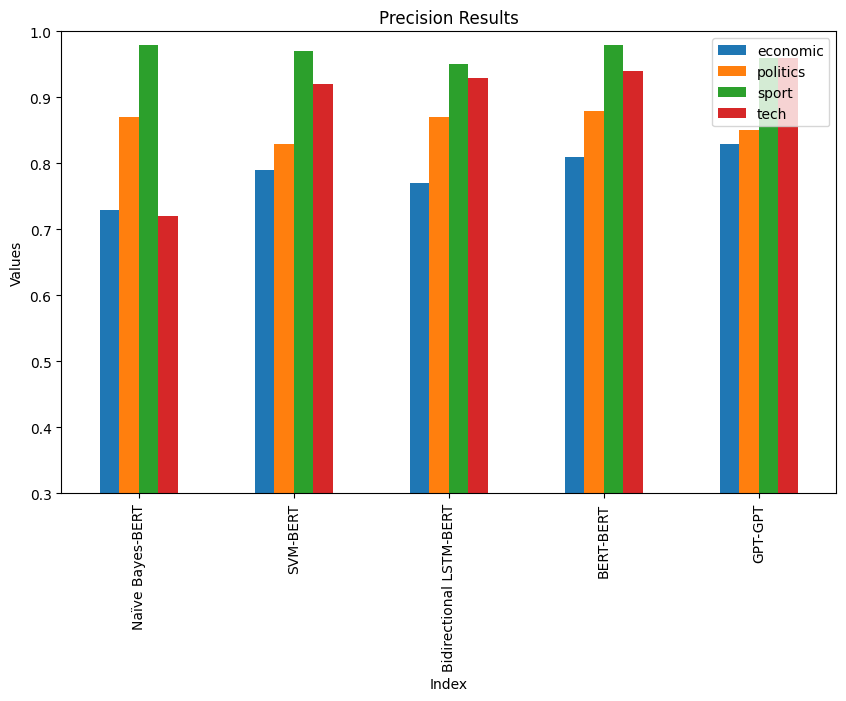 Precision Results
economic
politics
sport
tech
Values
1.0
0.9
0.8
0.7
0.6
0.5
0.4
0.3
Naïve Bayes-BERT
SVM-BERT
Bidirectional LSTM-BERT
BERT-BERT
GPT-GPT
Index